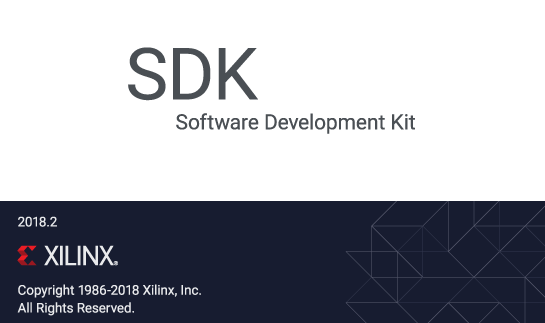 SDK
Software Development Kit
2018.2
XILINX®
Copyright 1986-2018 Xilinx, Inc.
All Rights Reserved.